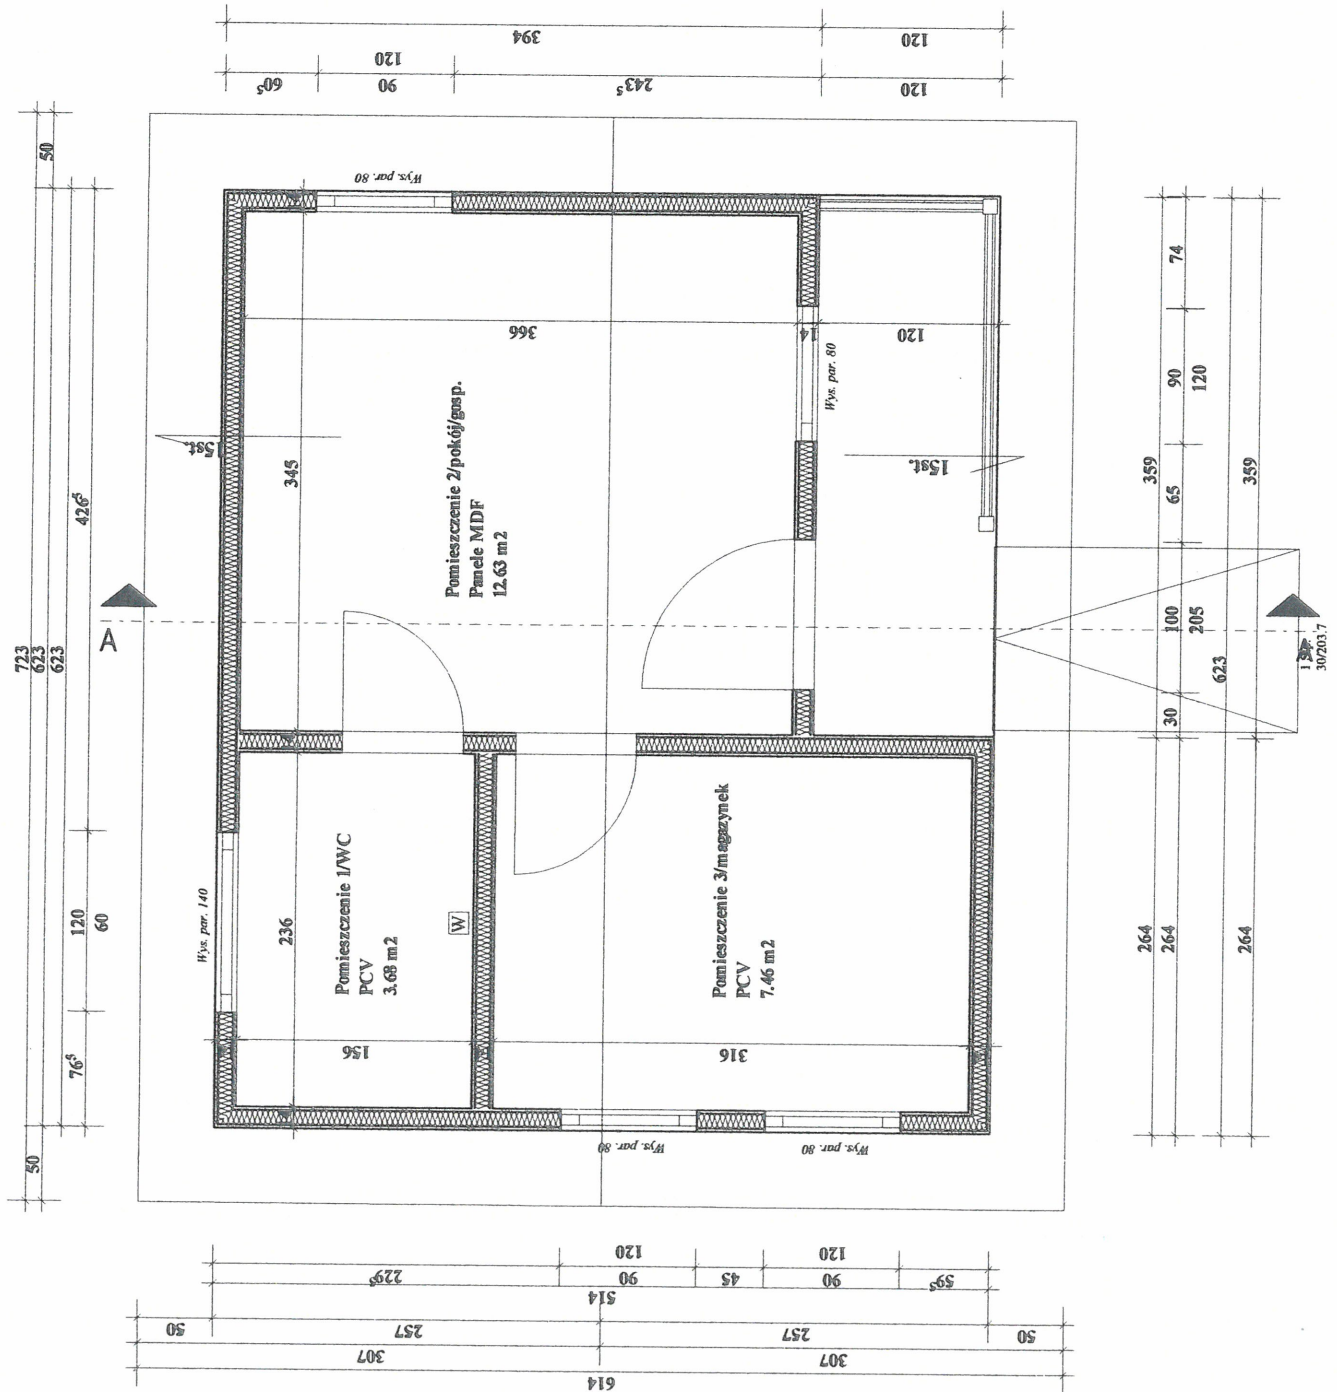 394
120
120
60⁵
90
243⁵
120
723
623
623
50
426⁵
120
60
76⁵
50
A
Wys. par. 80
366
14
120
Wys. par. 80
15st.
345
Pomieszczenie 2/pokój/gosp.
Panele MDF
12.63 m2
15st.
359
74
90
120
65
359
100
205
623
30
30/203.7
264
264
264
Wys. par. 140
236
Pomieszczenie 1/WC
PCV
3.68 m2
W
Pomieszczenie 3/magazynek
PCV
7.46 m2
156
316
Wys. par. 80
Wys. par. 80
120
120
229⁵
90
45
90
59⁵
514
50
257
257
50
307
307
614